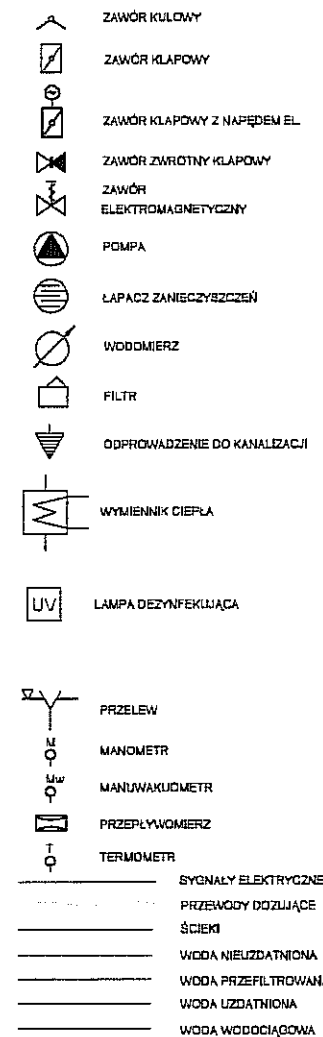 ZAWÓR KULOWY
ZAWÓR KLAPOWY
ZAWÓR KLAPOWY Z NAPĘDEM EL.
ZAWÓR ZWROTNY KLAPOWY
ZAWÓR
ELEKTROMAGNETYCZNY
POMPA
ŁAPACZ ZANIECZYSZCZEŃ
WODOMIERZ
FILTR
ODPROWADZENIE DO KANALIZACJI
WYMIENNIK CIEPŁA
UV LAMPA DEZYNFEKUJĄCA
PRZELEW
M MANOMETR
Mw MANUWAKUOMETR
PRZEPŁYWOMIERZ
T TERMOMETR
SYGNAŁY ELEKTRYCZNE
PRZEWODY DOZUJĄCE
ŚCIEKI
WODA NIEUZDATNIONA
WODA PRZEFILTROWANA
WODA UZDATNIONA
WODA WODOCIĄGOWA